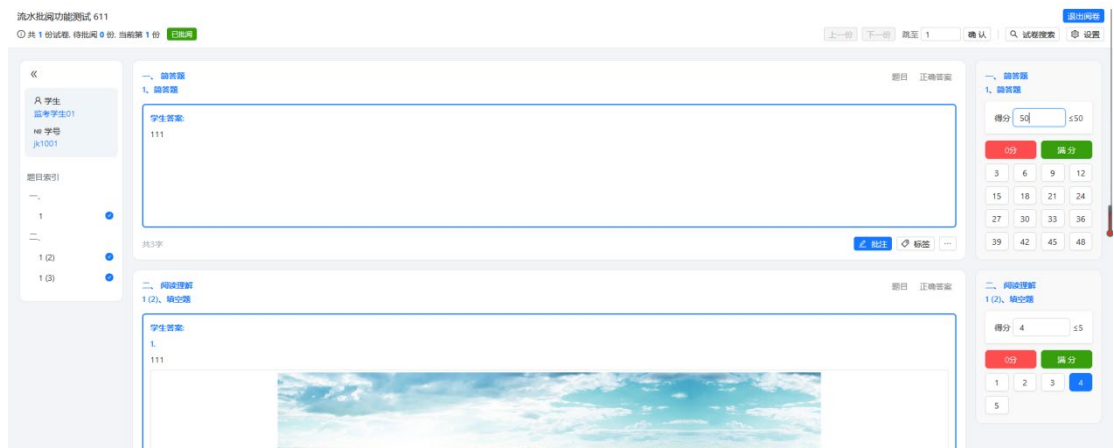 流水批阅功能测试 611
退出阅卷
共 1 份试卷, 待批阅 0 份, 当前第 1 份 已批阅
上一份 下一份 跳至 1 确 认 试卷搜索 设置
学生
监考学生01
学号
jk1001
题目索引
一、
1
二、
1 (2)
1 (3)
一、 简答题
1、简答题
题目 正确答案
学生答案:
111
共3字
批注 标签 ...
二、 阅读理解
1 (2)、填空题
题目 正确答案
学生答案:
1.
111
一、 简答题
1、简答题
得分 50 ≤50
0分 满 分
3 6 9 12
15 18 21 24
27 30 33 36
39 42 45 48
二、 阅读理解
1 (2)、填空题
得分 4 ≤5
0分 满 分
1 2 3 4
5